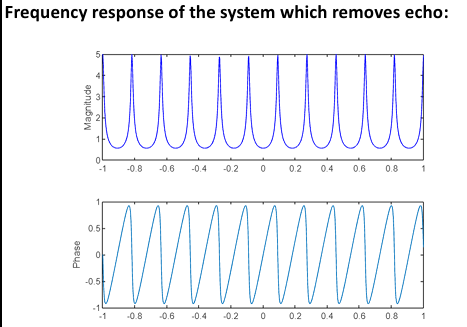 Frequency response of the system which removes echo:
5
4
3
2
1
0
Magnitude
-1 -0.8 -0.6 -0.4 -0.2 0 0.2 0.4 0.6 0.8 1
1
0.5
0
-0.5
-1
Phase
-1 -0.8 -0.6 -0.4 -0.2 0 0.2 0.4 0.6 0.8 1